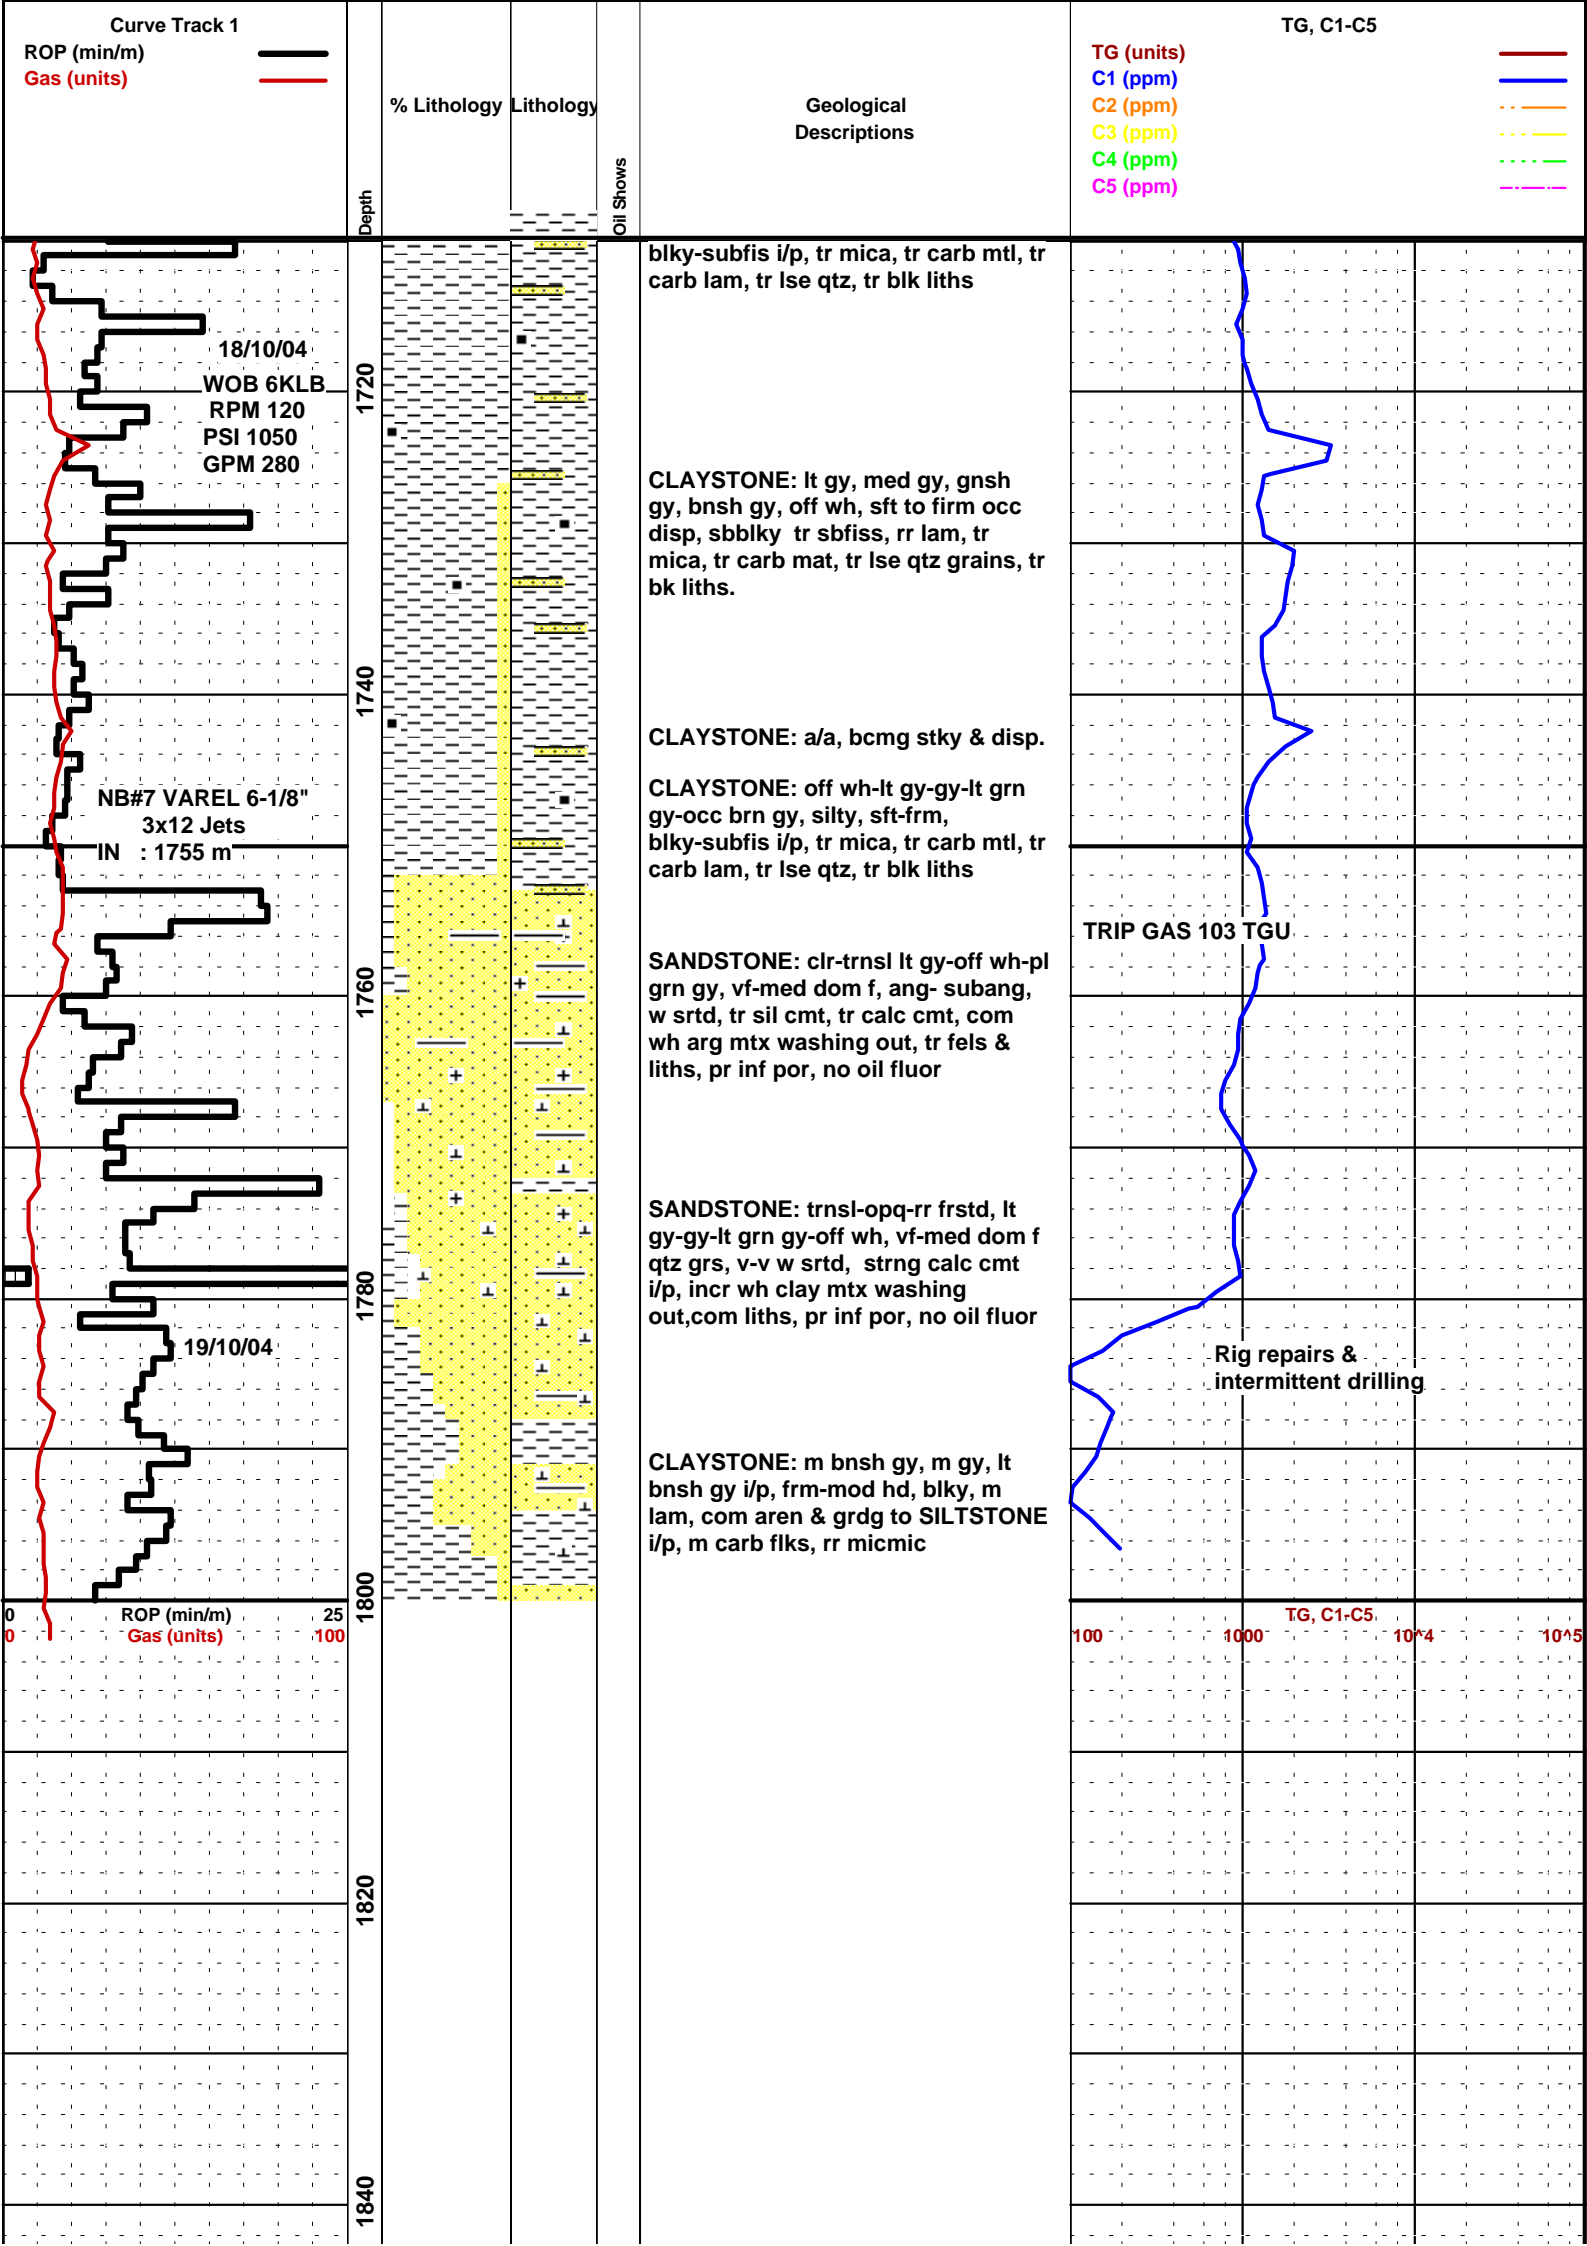 Curve Track 1
ROP (min/m)
Gas (units)
Depth
% Lithology
Lithology
Oil Shows
Geological
Descriptions
TG, C1-C5
TG (units)
C1 (ppm)
C2 (ppm)
C3 (ppm)
C4 (ppm)
C5 (ppm)
18/10/04
WOB 6KLB
RPM 120
PSI 1050
GPM 280
NB#7 VAREL 6-1/8"
3x12 Jets
IN : 1755 m
19/10/04
0 ROP (min/m) 25
0 Gas (units) 100
1720
1740
1760
1780
1800
1820
1840
blky-subfis i/p, tr mica, tr carb mtl, tr
carb lam, tr lse qtz, tr blk liths
CLAYSTONE: lt gy, med gy, gnsh
gy, bnsh gy, off wh, sft to firm occ
disp, sbblky tr sbfiss, rr lam, tr
mica, tr carb mat, tr lse qtz grains, tr
bk liths.
CLAYSTONE: a/a, bcmg stky & disp.
CLAYSTONE: off wh-lt gy-gy-lt grn
gy-occ brn gy, silty, sft-frm,
blky-subfis i/p, tr mica, tr carb mtl, tr
carb lam, tr lse qtz, tr blk liths
SANDSTONE: clr-trnsl lt gy-off wh-pl
grn gy, vf-med dom f, ang- subang,
w srtd, tr sil cmt, tr calc cmt, com
wh arg mtx washing out, tr fels &
liths, pr inf por, no oil fluor
SANDSTONE: trnsl-opq-rr frstd, lt
gy-gy-lt grn gy-off wh, vf-med dom f
qtz grs, v-v w srtd, strng calc cmt
i/p, incr wh clay mtx washing
out,com liths, pr inf por, no oil fluor
CLAYSTONE: m bnsh gy, m gy, lt
bnsh gy i/p, frm-mod hd, blky, m
lam, com aren & grdg to SILTSTONE
i/p, m carb flks, rr micmic
TRIP GAS 103 TGU
Rig repairs &
intermittent drilling
TG, C1-C5
100 1000 10^4 10^5